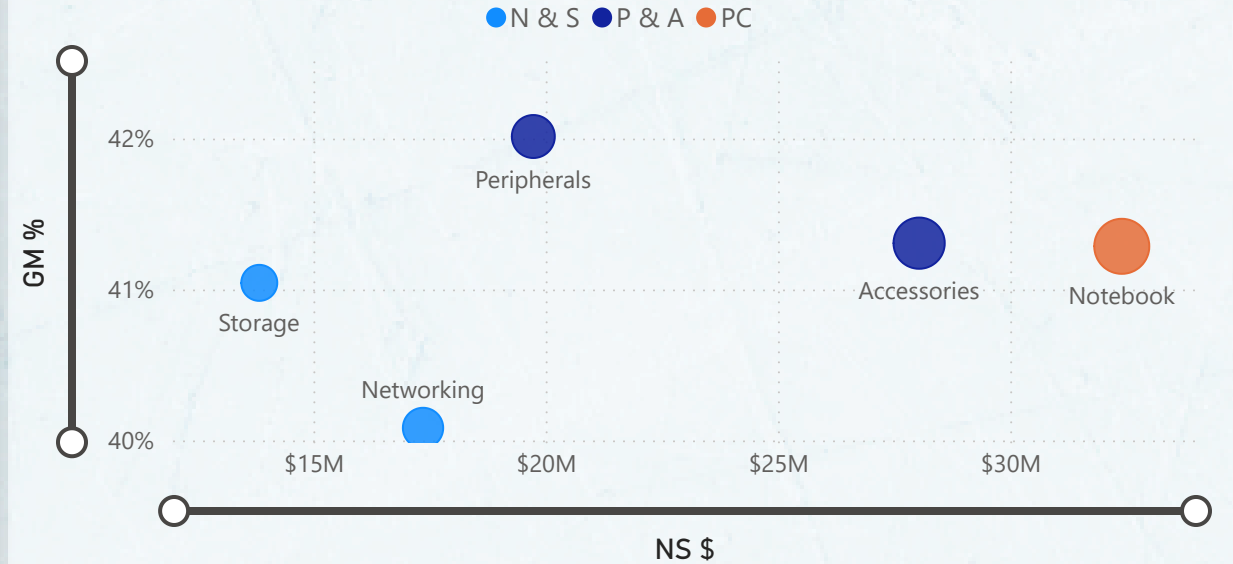 N & S P & A PC
GM %
42%
Peripherals
41%
Storage
Accessories
Notebook
Networking
40%
$15M $20M $25M $30M
NS $